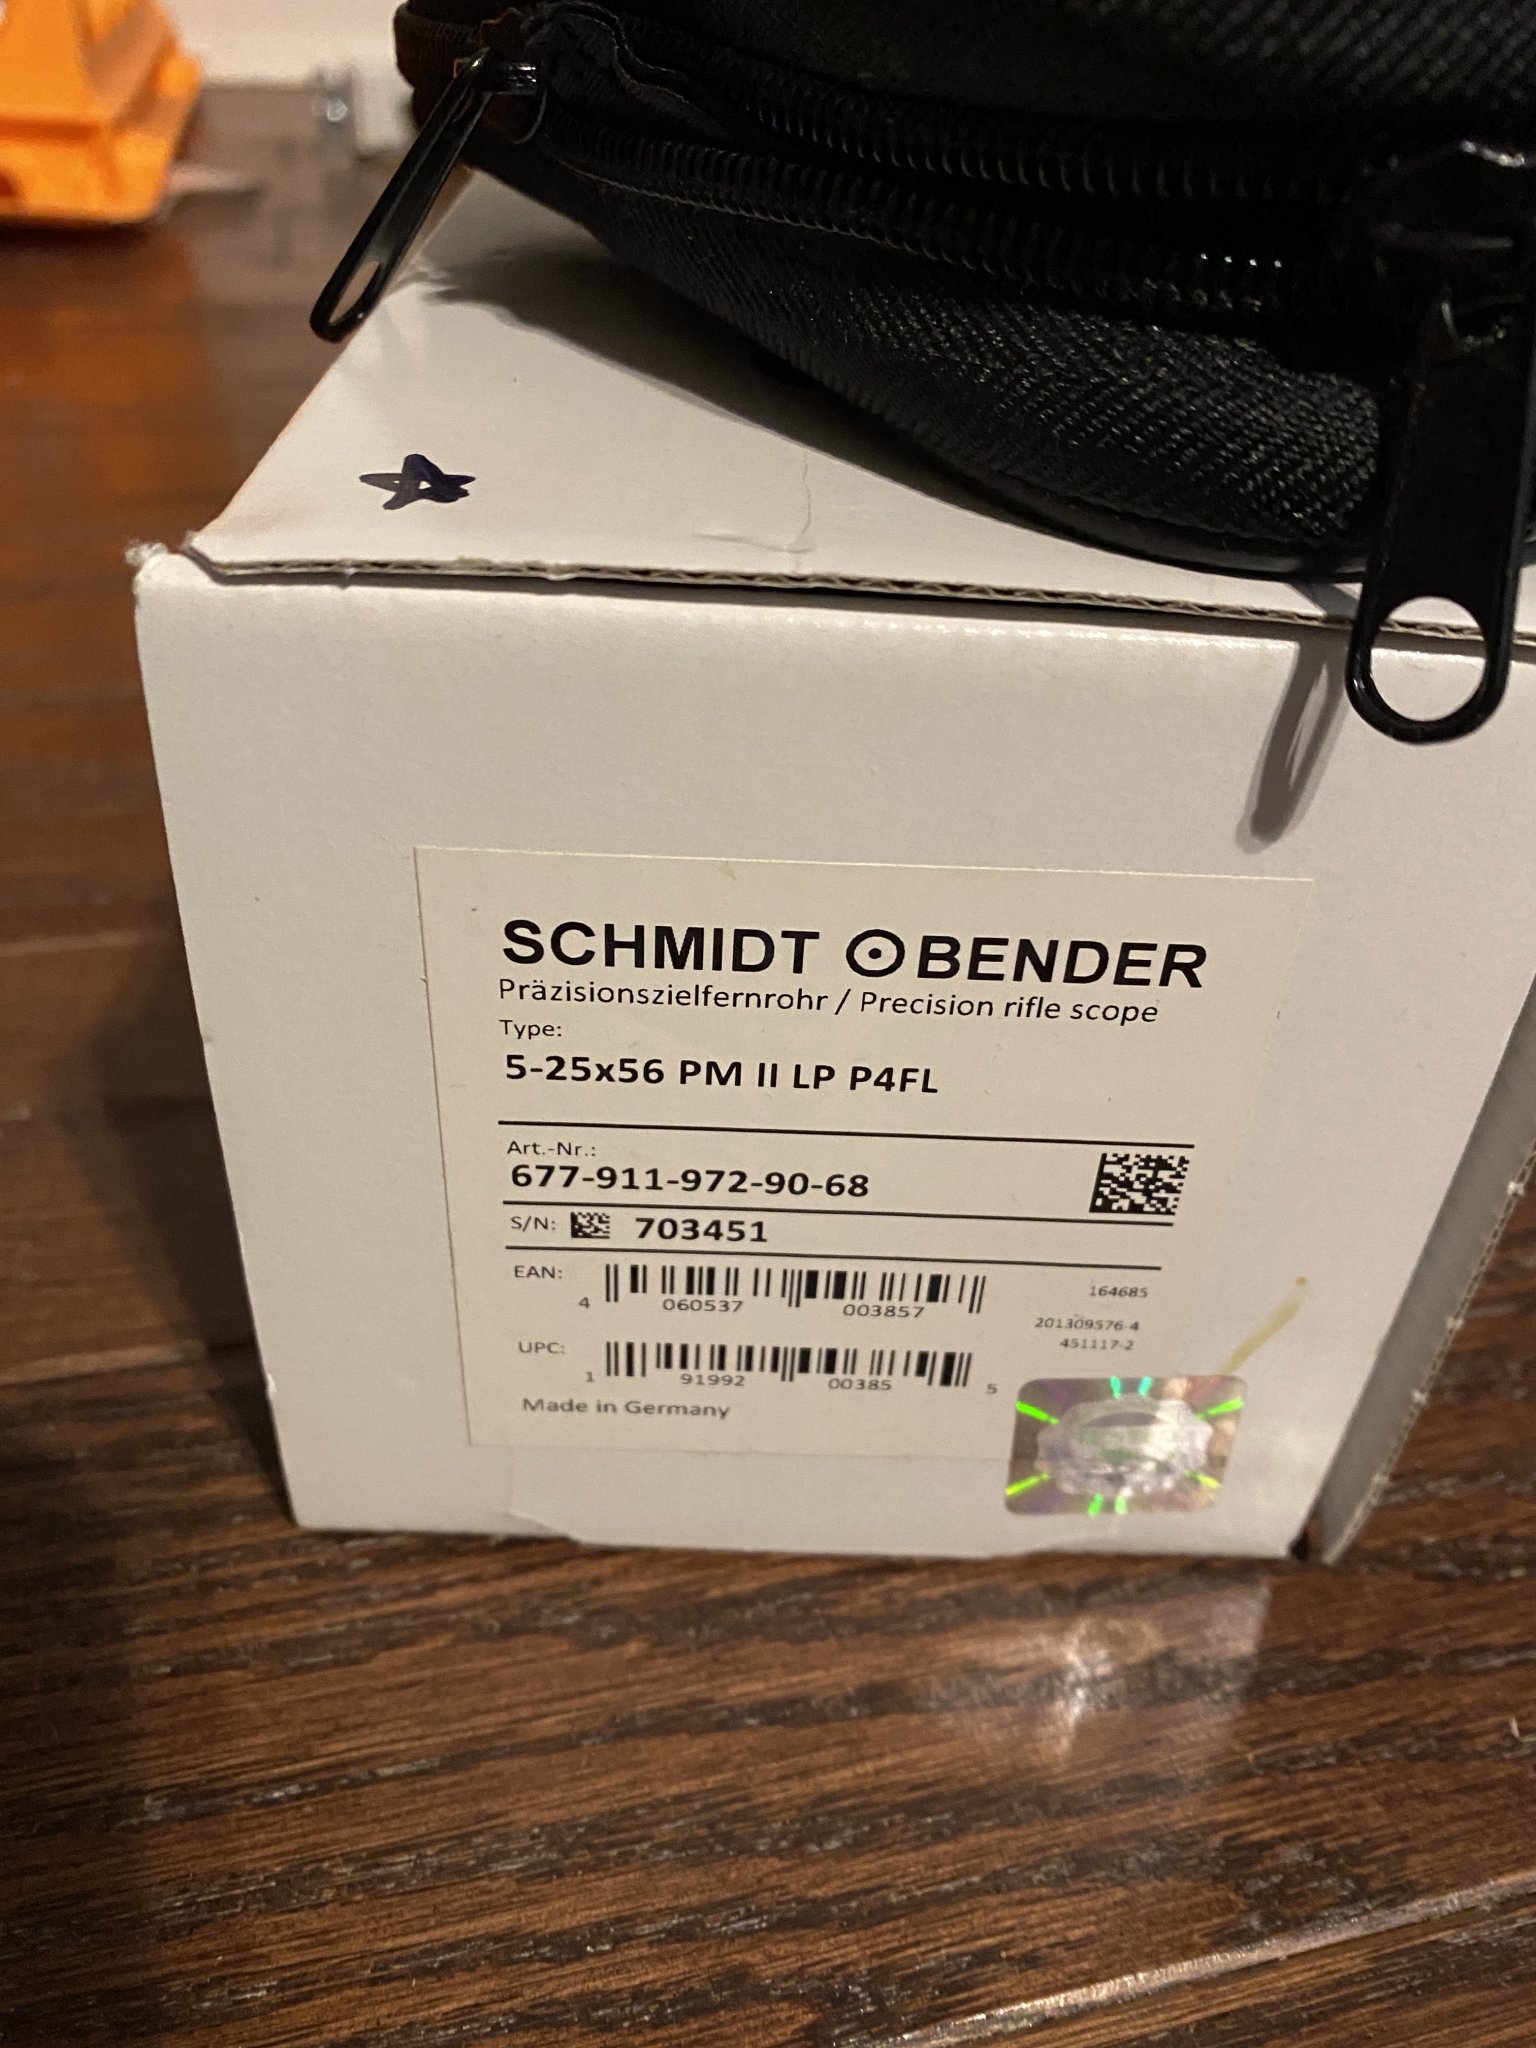 SCHMIDT BENDER
Präzisionszielfernrohr / Precision rifle scope
Type:
5-25x56 PM II LP P4FL
Art.-Nr.:
677-911-972-90-68
S/N: 703451
EAN:
4 060537 003857
164685
201309576-4
451117-2
UPC:
1 91992 00385 5
Made in Germany